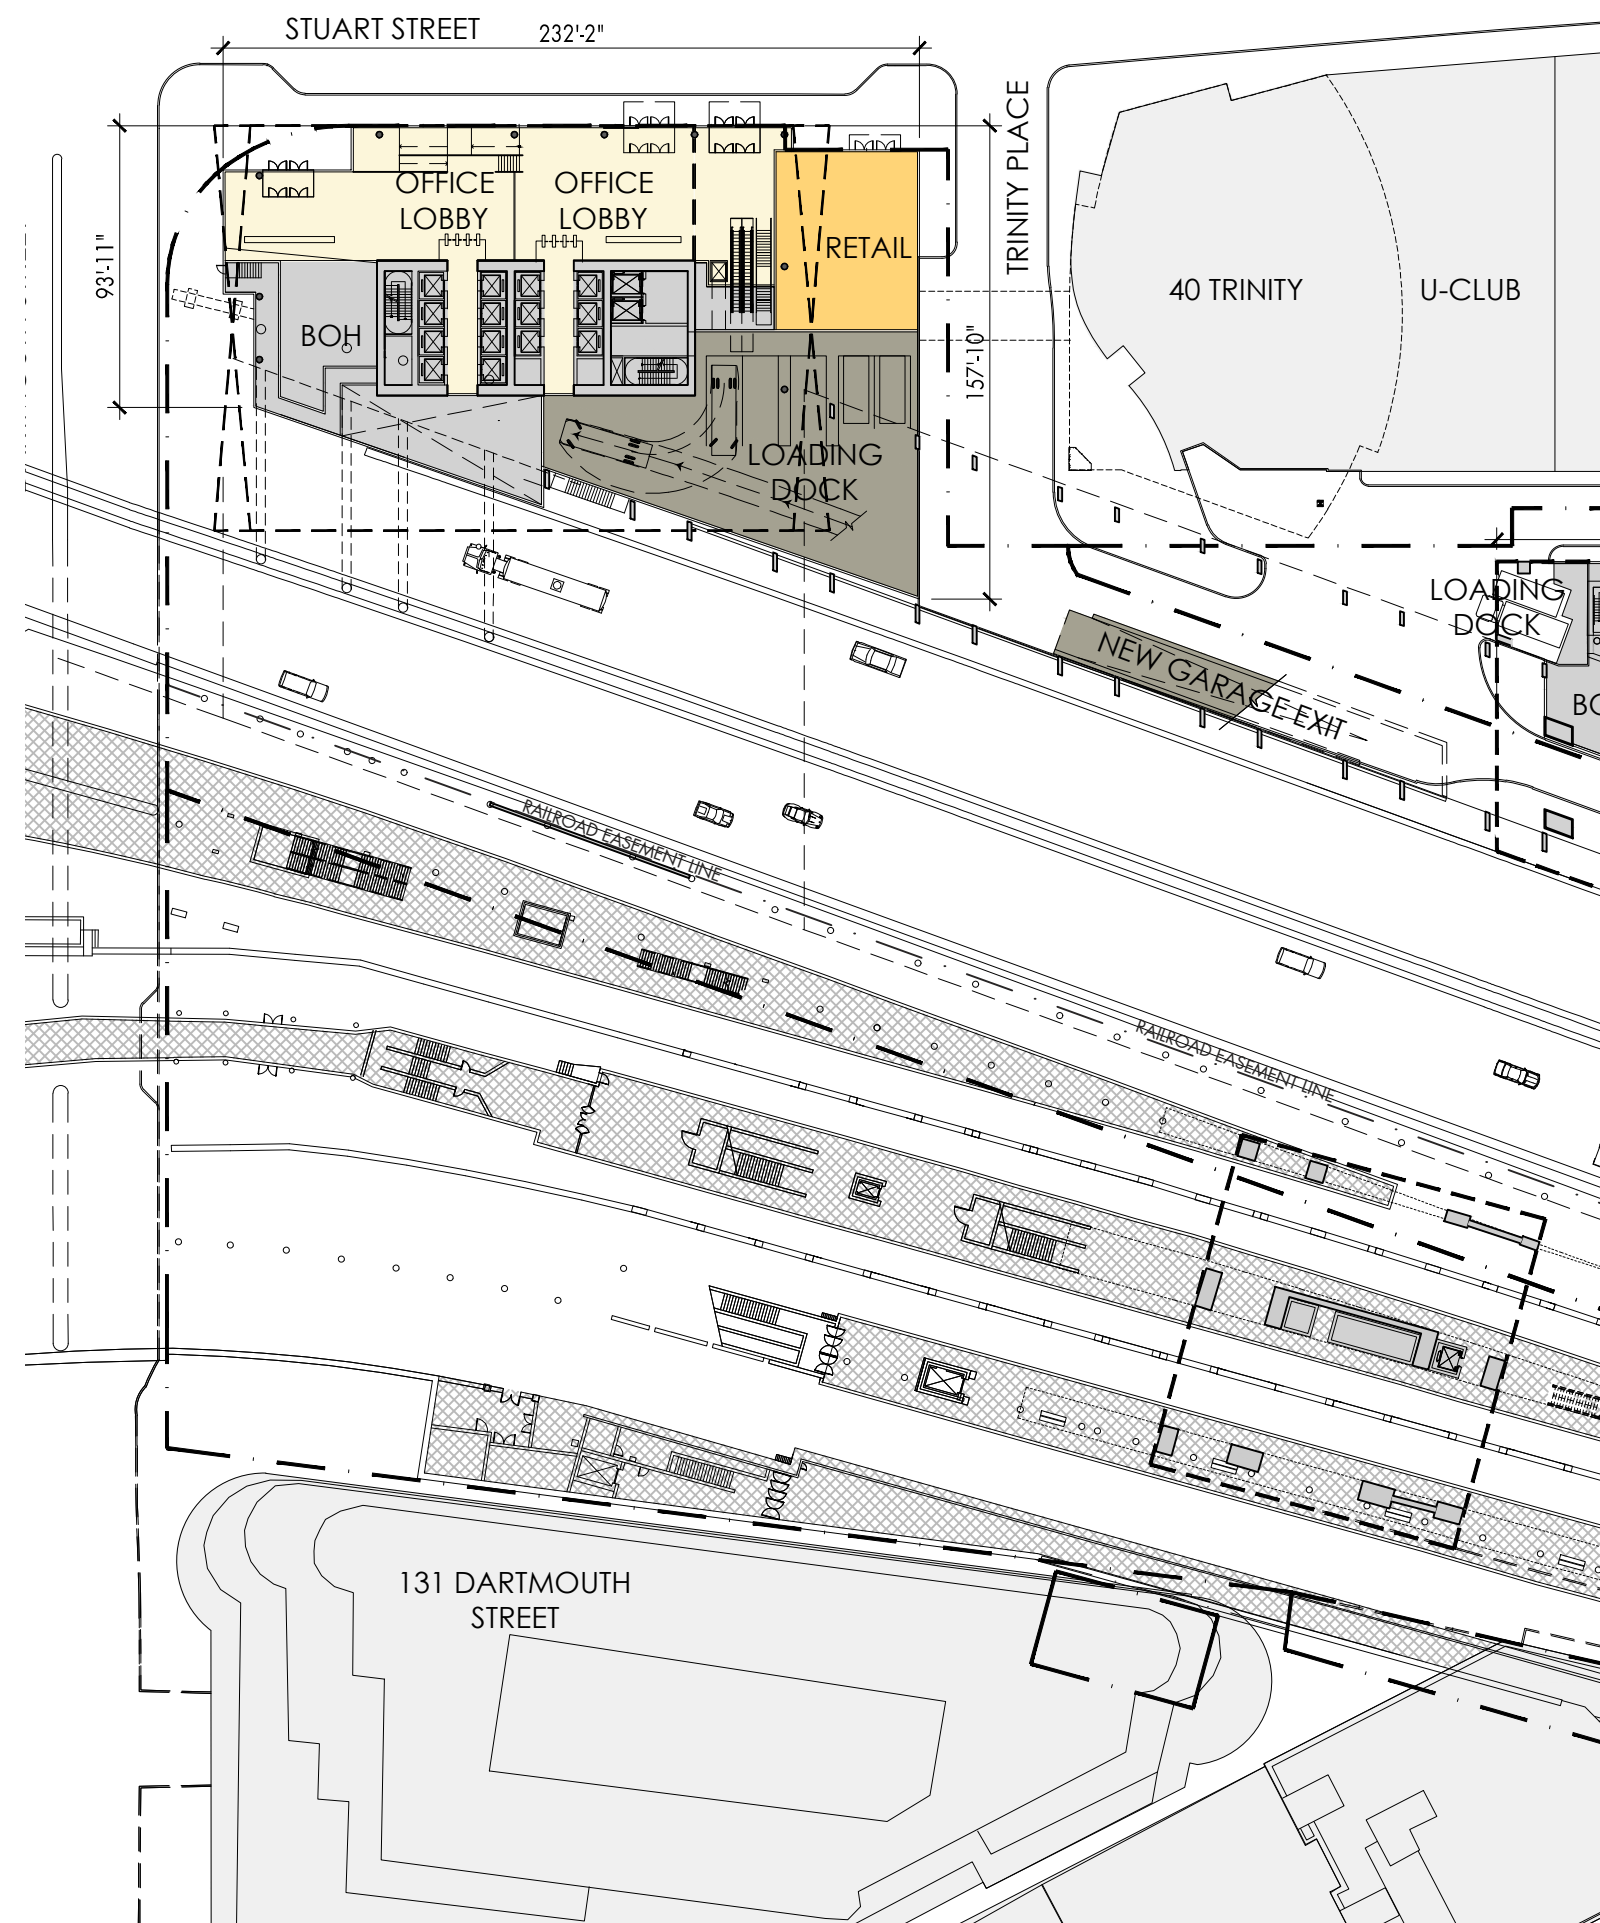 STUART STREET 232'-2"
TRINITY PLACE
93'-11"
OFFICE
LOBBY
OFFICE
LOBBY
RETAIL
BOH
40 TRINITY
U-CLUB
157'-10"
LOADING
DOCK
LOADING
DOCK
NEW GARAGE EXIT
RAILROAD EASEMENT LINE
RAILROAD EASEMENT LINE
131 DARTMOUTH
STREET